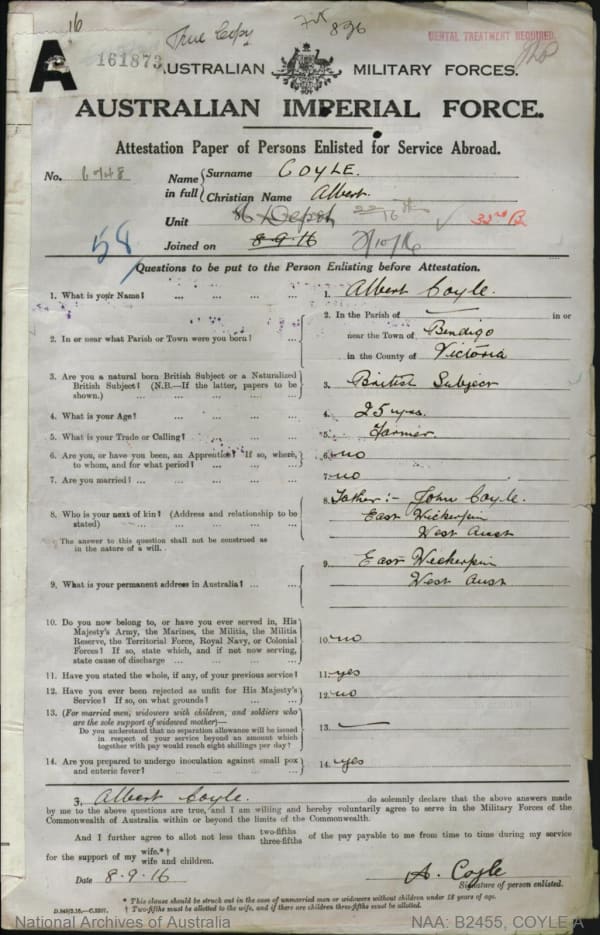 16
True Copy
896
DENTAL TREATMENT REQUIRED.
A
161873
AUSTRALIAN MILITARY FORCES.
AUSTRALIAN IMPERIAL FORCE.
Attestation Paper of Persons Enlisted for Service Abroad.
No. 6748
Name in full Surname COYLE.
Christian Name Albert.
Unit Depot 16th 32nd B
Joined on 8-9-16
58
Questions to be put to the Person Enlisting before Attestation.
1. What is your Name? ... ... ... ... 1. Albert Coyle.
2. In or near what Parish or Town were you born? ... 2. In the Parish of — in or
near the Town of Bendigo
in the County of Victoria
3. Are you a natural born British Subject or a Naturalized
British Subject? (N.B.—If the latter, papers to be
shown.) ... ... ... ... 3. British Subject
4. What is your Age? ... ... ... ... 4. 25 yrs.
5. What is your Trade or Calling? ... ... ... 5. Farmer.
6. Are you, or have you been, an Apprentice? If so, where,
to whom, and for what period? ... ... ... 6. no
7. Are you married? ... ... ... ... 7. no
8. Who is your next of kin? (Address and relationship to be
stated) ... ... ... ...
The answer to this question shall not be construed as
in the nature of a will.
8. Father :- John Coyle.
East Wickepin
West Aust
9. What is your permanent address in Australia? ... ...
9. East Wickepin
West Aust
10. Do you now belong to, or have you ever served in, His
Majesty's Army, the Marines, the Militia, the Militia
Reserve, the Territorial Force, Royal Navy, or Colonial
Forces? If so, state which, and if not now serving,
state cause of discharge ... ... ... 10. no
11. Have you stated the whole, if any, of your previous service? 11. yes
12. Have you ever been rejected as unfit for His Majesty's
Service? If so, on what grounds? ... ... 12. no
13. (For married men, widowers with children, and soldiers who
are the sole support of widowed mother)—
Do you understand that no separation allowance will be issued
in respect of your service beyond an amount which
together with pay would reach eight shillings per day? 13. —
14. Are you prepared to undergo inoculation against small pox
and enteric fever? ... ... ... ... 14. yes
I, Albert Coyle. do solemnly declare that the above answers made
by me to the above questions are true, and I am willing and hereby voluntarily agree to serve in the Military Forces of the
Commonwealth of Australia within or beyond the limits of the Commonwealth.
And I further agree to allot not less than two-fifths three-fifths of the pay payable to me from time to time during my service
for the support of my wife.*†
wife and children.
Date 8-9-16 A. Coyle
Signature of person enlisted.
* This clause should be struck out in the case of unmarried men or widowers without children under 18 years of age.
† Two-fifths must be allotted to the wife, and if there are children three-fifths must be allotted.
National Archives of Australia NAA: B2455, COYLE A